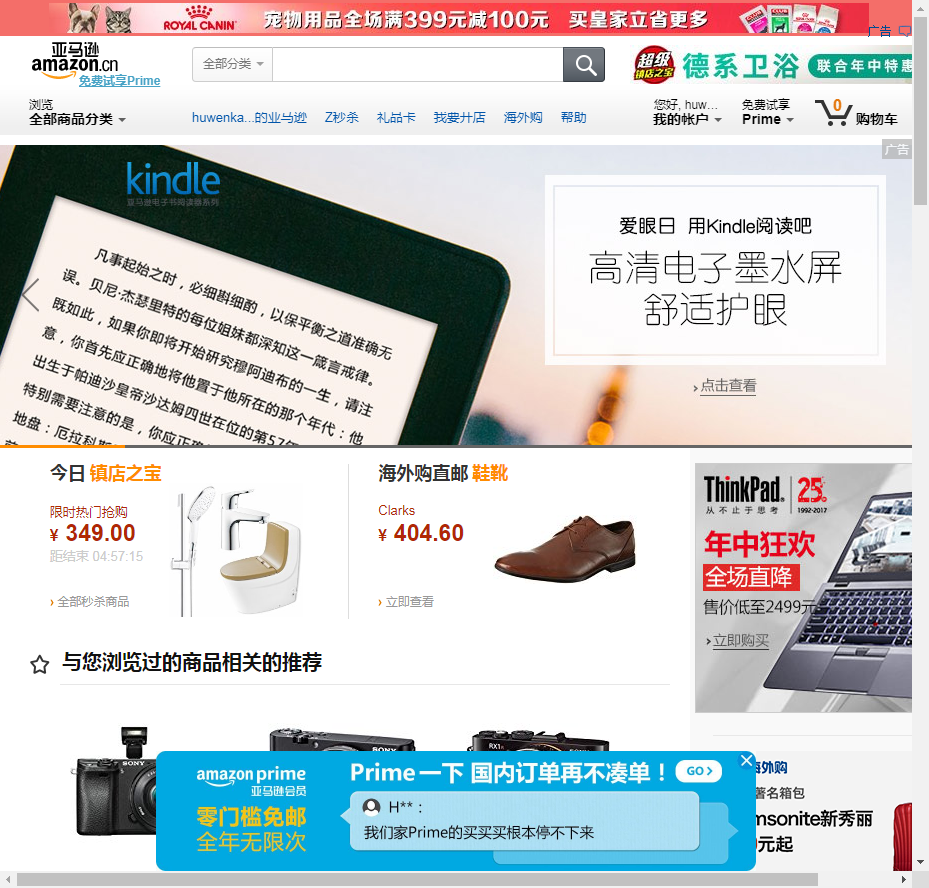 ROYAL CANIN 宠物用品全场满399元减100元 买皇家立省更多
广告
亚马逊
amazon.cn
免费试享Prime
全部分类
超级
镇店之宝
德系卫浴
联合年中特惠
浏览
全部商品分类
huwenka...的亚马逊 Z秒杀 礼品卡 我要开店 海外购 帮助
您好, huw...
我的帐户
免费试享
Prime
0
购物车
广告
kindle
亚马逊电子书阅读器系列
凡事起始之时，必细斟细酌，以保平衡之道准确无
误。贝尼·杰瑟里特的每位姐妹都深知这一箴言戒律。
既如此，如果你即将开始研究穆阿迪布的一生，请注
意，你首先应正确地将他置于他所在的那个年代：他
出生于帕迪沙皇帝沙达姆四世在位的第57年
特别需要注意的是，你应正确
地盘：厄拉科斯
爱眼日 用Kindle阅读吧
高清电子墨水屏
舒适护眼
点击查看
今日 镇店之宝
限时热门抢购
¥ 349.00
距结束 04:57:15
› 全部秒杀商品
海外购直邮 鞋靴
Clarks
¥ 404.60
› 立即查看
ThinkPad
从不止于思考
25
1992-2017
年中狂欢
全场直降
售价低至2499元
›立即购买
与您浏览过的商品相关的推荐
SONY
SONY
RX1R
amazon prime
亚马逊会员
零门槛免邮
全年无限次
Prime一下 国内订单再不凑单！
GO›
H**：
我们家Prime的买买买根本停不下来
海外购
著名箱包
msonite新秀丽
0元起